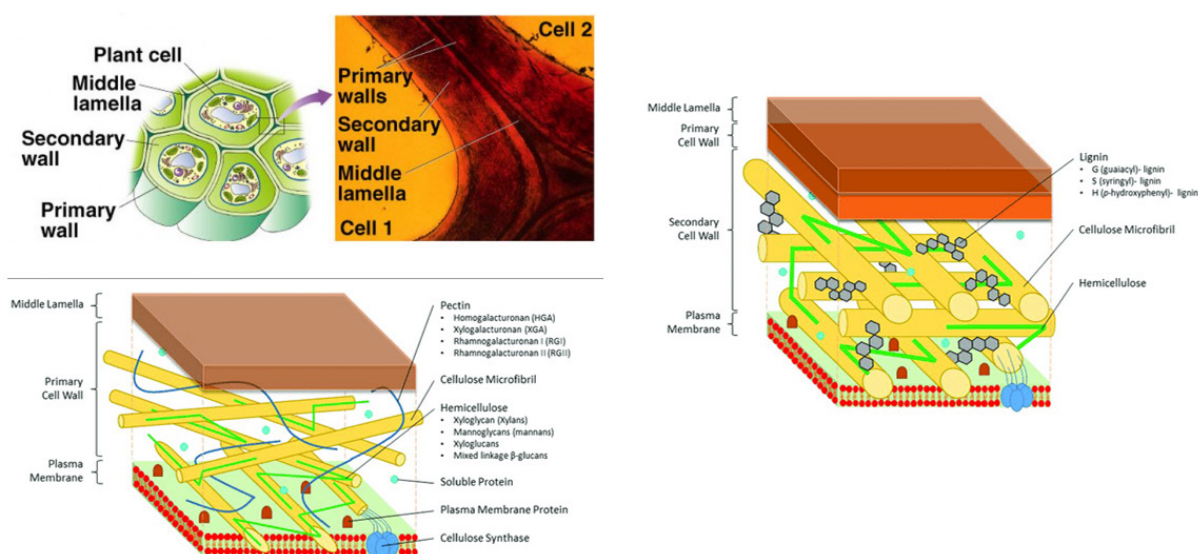 Plant cell
Middle
lamella
Secondary
wall
Primary
wall
Cell 2
Primary
walls
Secondary
wall
Middle
lamella
Cell 1
Middle Lamella
Primary
Cell Wall
Plasma
Membrane
Pectin
• Homogalacturonan (HGA)
• Xylogalacturonan (XGA)
• Rhamnogalacturonan I (RGI)
• Rhamnogalacturonan II (RGII)
Cellulose Microfibril
Hemicellulose
• Xyloglycan (Xylans)
• Mannoglycans (mannans)
• Xyloglucans
• Mixed linkage β-glucans
Soluble Protein
Plasma Membrane Protein
Cellulose Synthase
Middle Lamella
Primary
Cell Wall
Secondary
Cell Wall
Plasma
Membrane
Lignin
• G (guaiacyl)- lignin
• S (syringyl)- lignin
• H (p-hydroxyphenyl)- lignin
Cellulose Microfibril
Hemicellulose